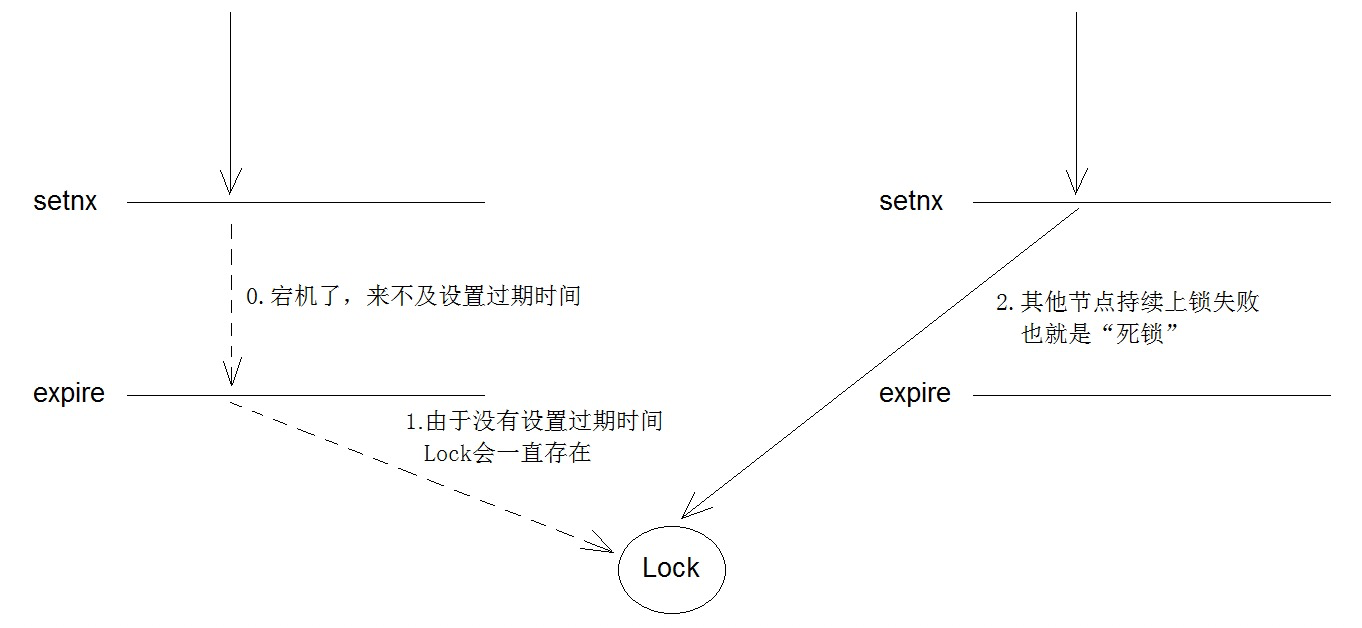 setnx
setnx
0.宕机了，来不及设置过期时间
2.其他节点持续上锁失败
也就是“死锁”
expire
expire
1.由于没有设置过期时间
Lock会一直存在
Lock